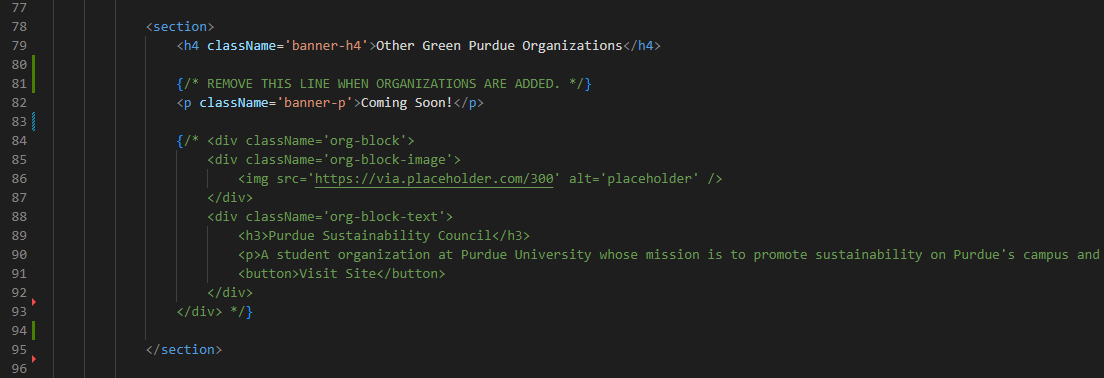 77
78 <section>
79 <h4 className='banner-h4'>Other Green Purdue Organizations</h4>
80
81 {/* REMOVE THIS LINE WHEN ORGANIZATIONS ARE ADDED. */}
82 <p className='banner-p'>Coming Soon!</p>
83
84 {/* <div className='org-block'>
85 <div className='org-block-image'>
86 <img src='https://via.placeholder.com/300' alt='placeholder' />
87 </div>
88 <div className='org-block-text'>
89 <h3>Purdue Sustainability Council</h3>
90 <p>A student organization at Purdue University whose mission is to promote sustainability on Purdue's campus and
91 <button>Visit Site</button>
92 </div>
93 </div> */}
94
95 </section>
96